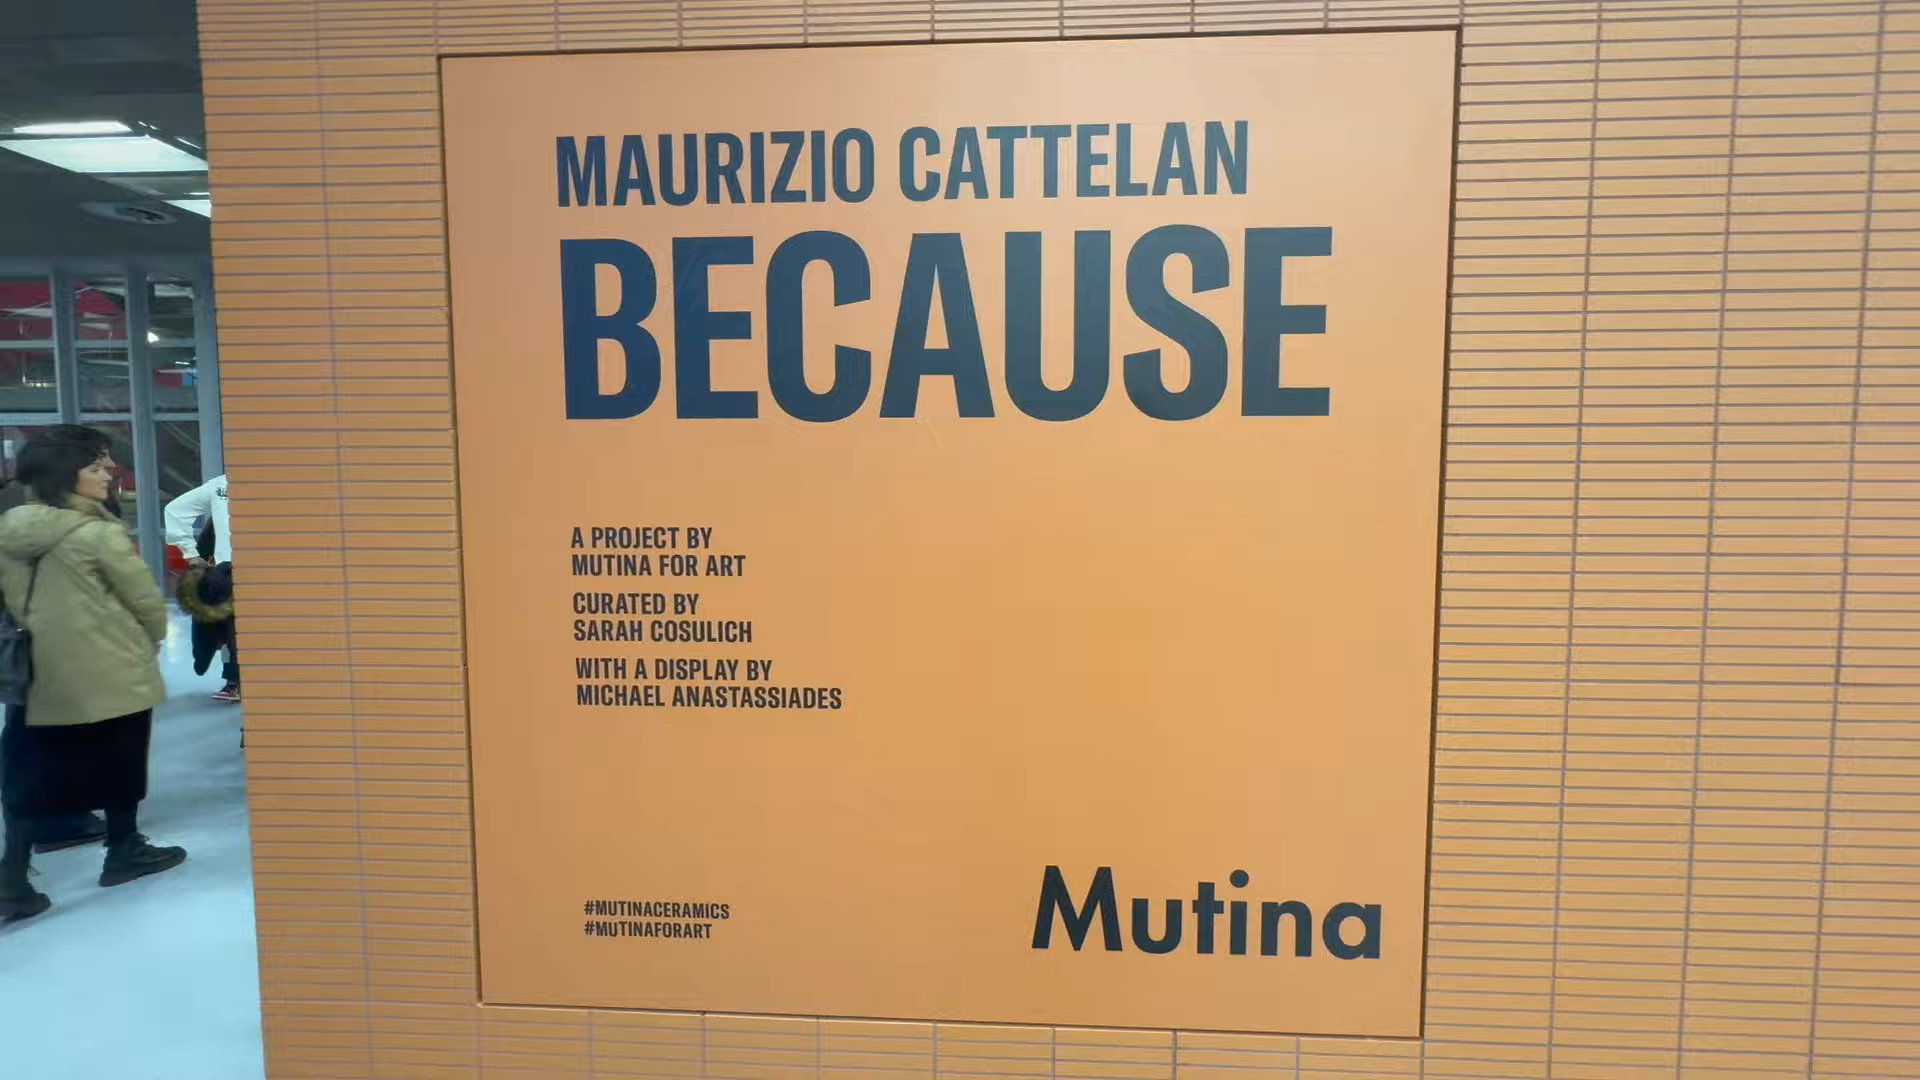 MAURIZIO CATTELAN
BECAUSE
A PROJECT BY
MUTINA FOR ART
CURATED BY
SARAH COSULICH
WITH A DISPLAY BY
MICHAEL ANASTASSIADES
#MUTINACERAMICS
#MUTINAFORART
Mutina